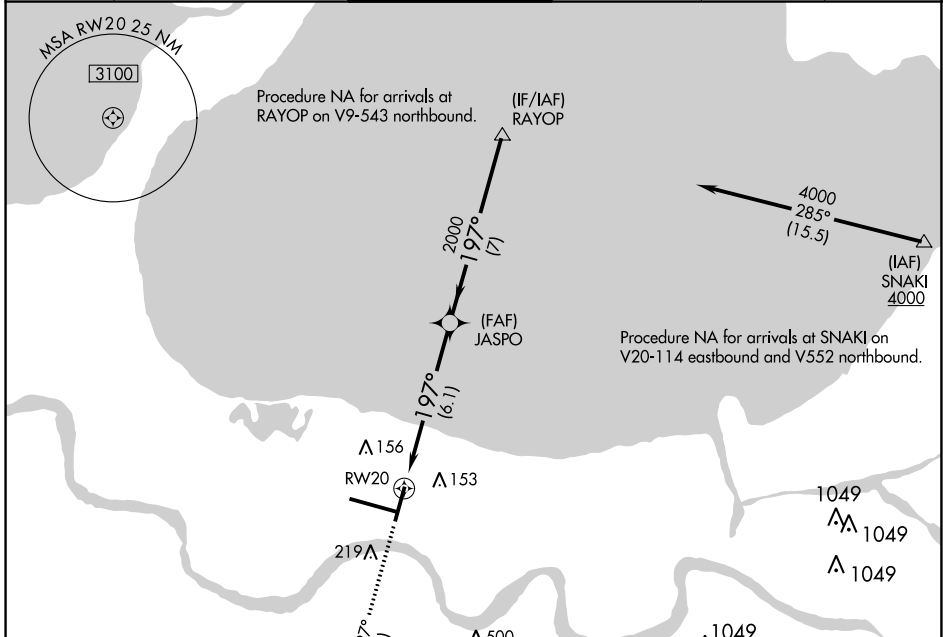 MSA RW20 25 NM
3100
Procedure NA for arrivals at
RAYOP on V9-543 northbound.
(IF/IAF)
RAYOP
2000
197°
(7)
4000
285°
(15.5)
(IAF)
SNAKI
4000
(FAF)
JASPO
Procedure NA for arrivals at SNAKI on
V20-114 eastbound and V552 northbound.
197°
(6.1)
156
RW20
153
1049
1049
219
1049
500
1049